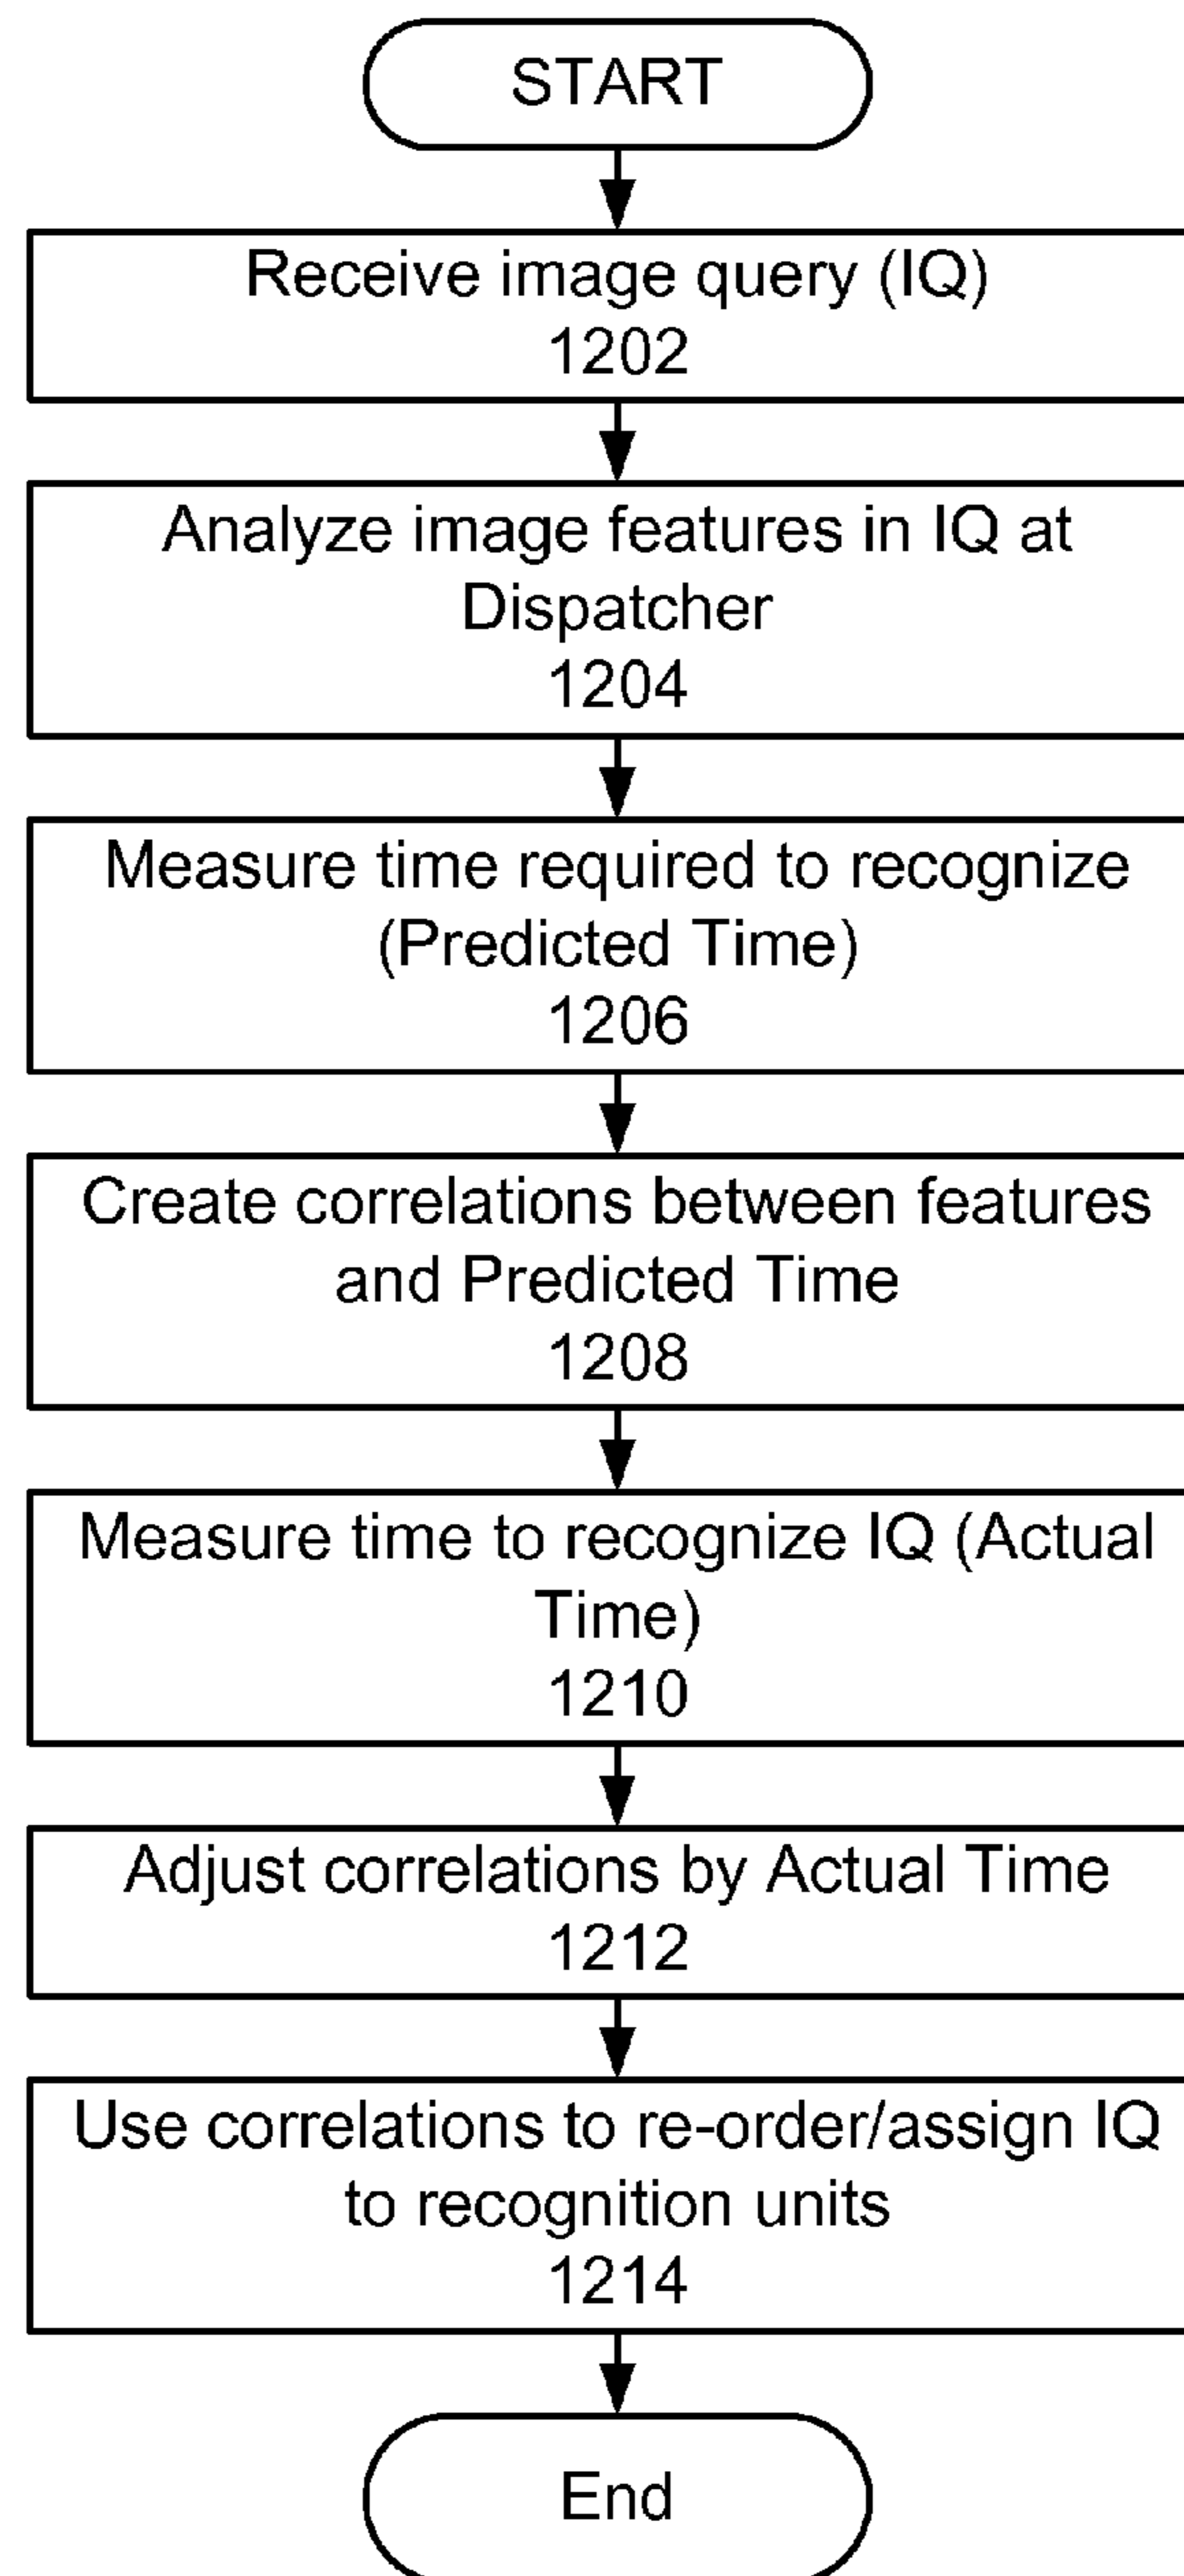 START
Receive image query (IQ)
1202
Analyze image features in IQ at
Dispatcher
1204
Measure time required to recognize
(Predicted Time)
1206
Create correlations between features
and Predicted Time
1208
Measure time to recognize IQ (Actual
Time)
1210
Adjust correlations by Actual Time
1212
Use correlations to re-order/assign IQ
to recognition units
1214
End